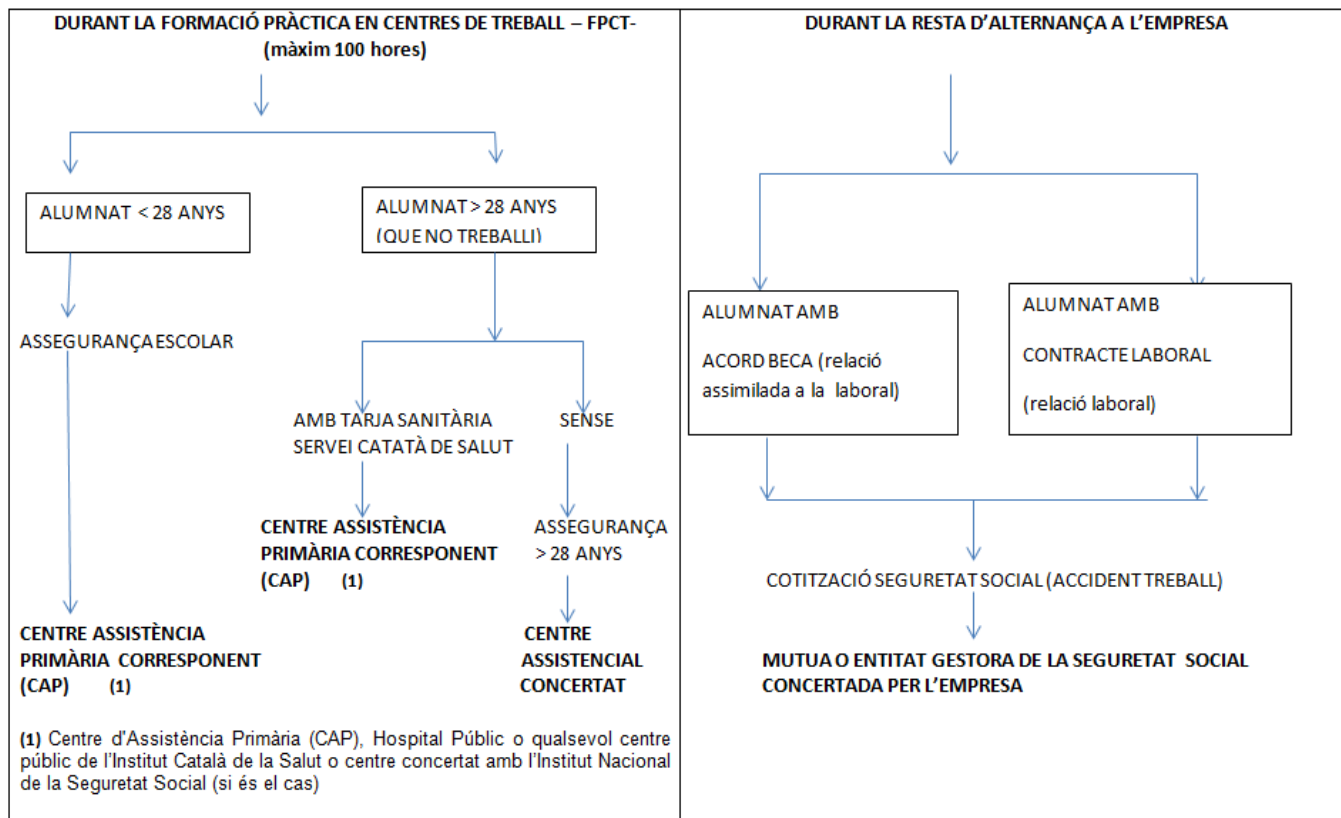 DURANT LA FORMACIÓ PRÀCTICA EN CENTRES DE TREBALL – FPCT-
(màxim 100 hores)
ALUMNAT < 28 ANYS
ALUMNAT > 28 ANYS
(QUE NO TREBALLI)
ASSEGURANÇA ESCOLAR
AMB TARJA SANITÀRIA
SERVEI CATATÀ DE SALUT
SENSE
CENTRE ASSISTÈNCIA
PRIMÀRIA CORRESPONENT
(CAP) (1)
ASSEGURANÇA
> 28 ANYS
CENTRE ASSISTÈNCIA
PRIMÀRIA CORRESPONENT
(CAP) (1)
CENTRE
ASSISTENCIAL
CONCERTAT
(1) Centre d'Assistència Primària (CAP), Hospital Públic o qualsevol centre
públic de l'Institut Català de la Salut o centre concertat amb l'Institut Nacional
de la Seguretat Social (si és el cas)
DURANT LA RESTA D'ALTERNANÇA A L'EMPRESA
ALUMNAT AMB
ACORD BECA (relació
assimilada a la laboral)
ALUMNAT AMB
CONTRACTE LABORAL
(relació laboral)
COTITZACIÓ SEGURETAT SOCIAL (ACCIDENT TREBALL)
MUTUA O ENTITAT GESTORA DE LA SEGURETAT SOCIAL
CONCERTADA PER L'EMPRESA